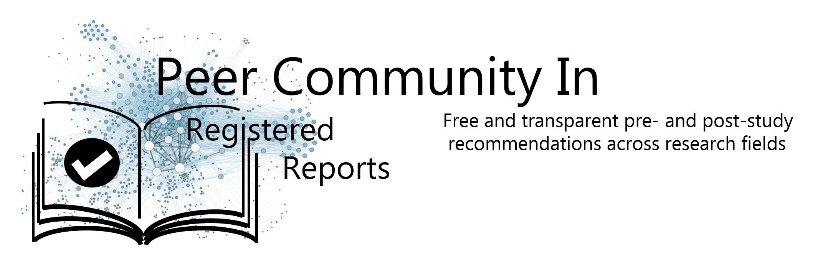 Peer Community In
Registered
Reports
Free and transparent pre- and post-study
recommendations across research fields